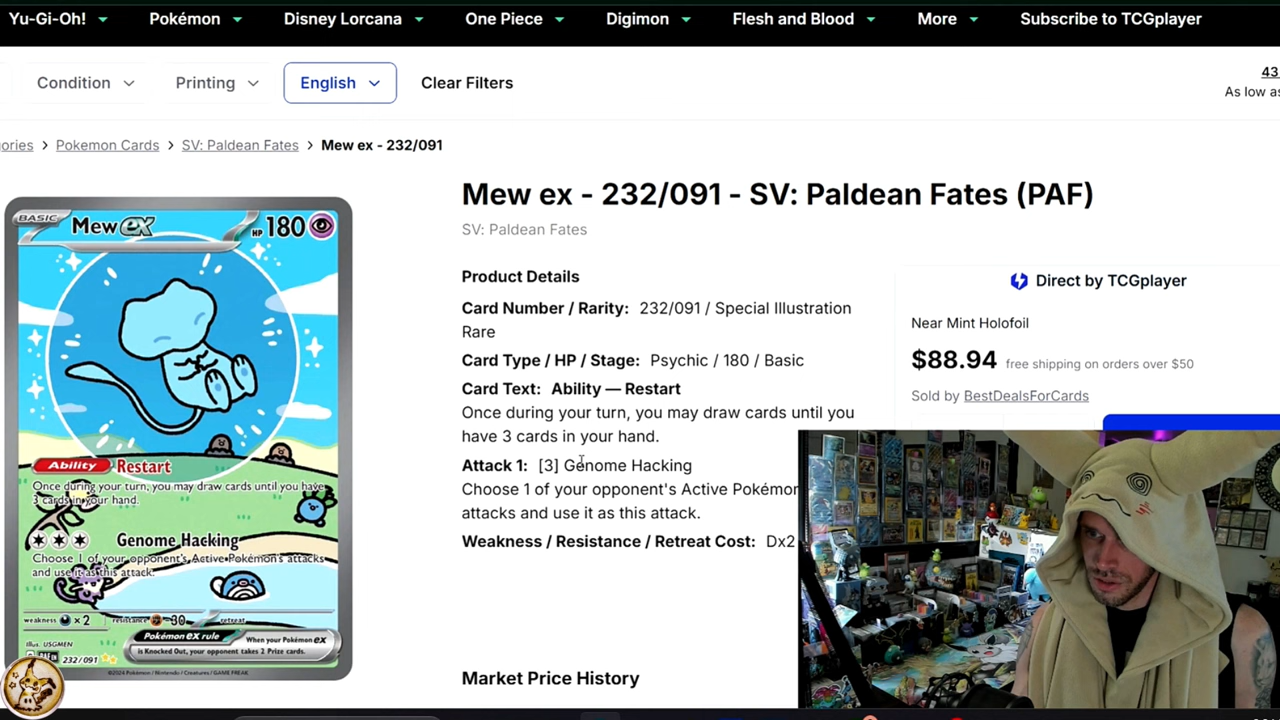 Yu-Gi-Oh! Pokémon Disney Lorcana One Piece Digimon Flesh and Blood More Subscribe to TCGplayer
Condition Printing English Clear Filters
43
As low as
ories > Pokemon Cards > SV: Paldean Fates > Mew ex - 232/091
Mew ex - 232/091 - SV: Paldean Fates (PAF)
SV: Paldean Fates
Product Details
Card Number / Rarity: 232/091 / Special Illustration
Rare
Card Type / HP / Stage: Psychic / 180 / Basic
Card Text: Ability — Restart
Once during your turn, you may draw cards until you
have 3 cards in your hand.
Attack 1: [3] Genome Hacking
Choose 1 of your opponent's Active Pokémon
attacks and use it as this attack.
Weakness / Resistance / Retreat Cost: Dx2
Market Price History
Direct by TCGplayer
Near Mint Holofoil
$88.94 free shipping on orders over $50
Sold by BestDealsForCards
BASIC Mew ex HP 180
Ability Restart
Once during your turn, you may draw cards until you have
3 cards in your hand.
Genome Hacking
Choose 1 of your opponent's Active Pokémon's attacks
and use it as this attack.
weakness ×2 resistance -30 retreat
Pokémon ex rule When your Pokémon ex
is Knocked Out, your opponent takes 2 Prize cards.
Illus. USGMEN
232/091
©2024 Pokémon / Nintendo / Creatures / GAME FREAK